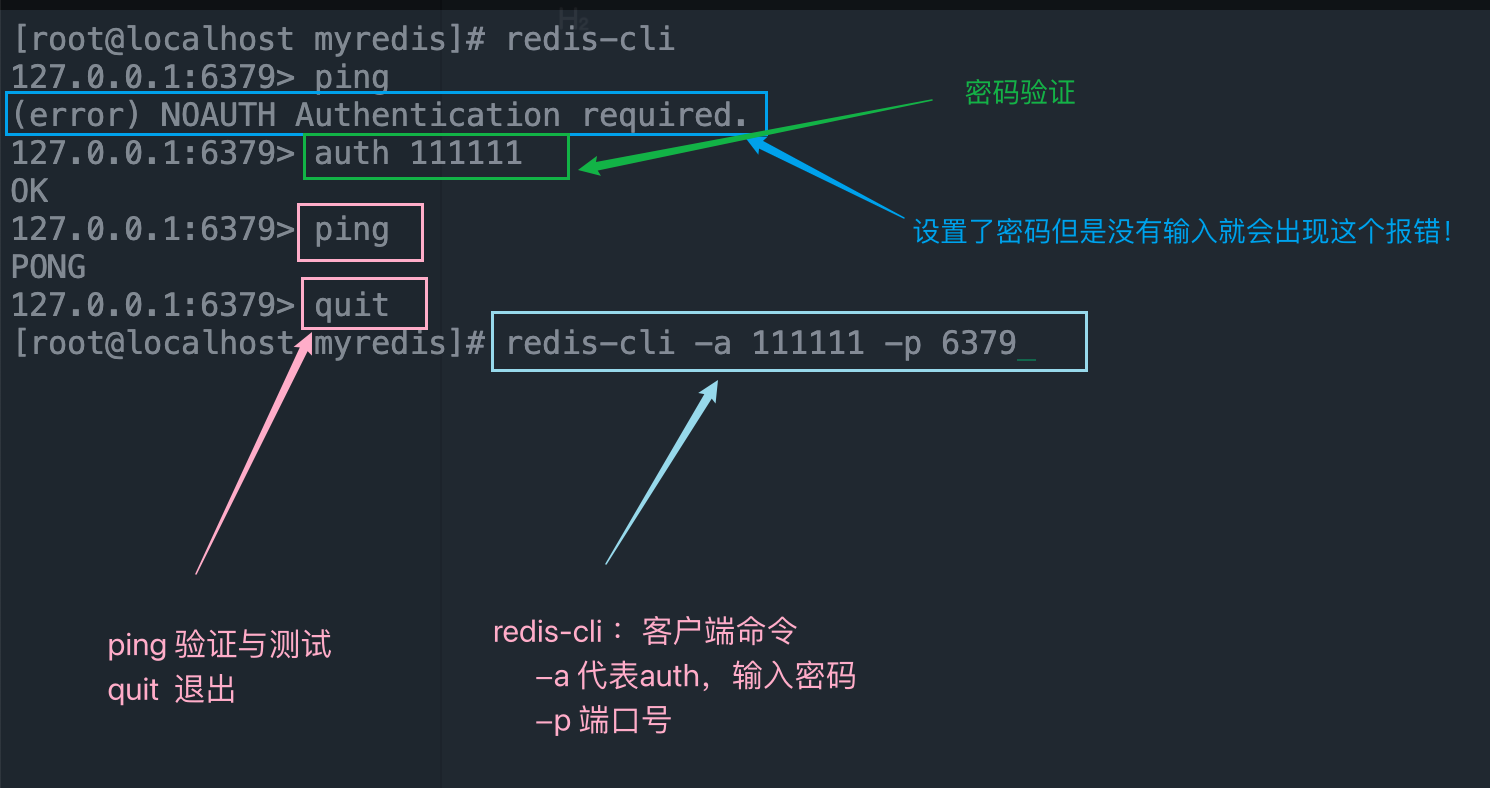 [root@localhost myredis]# redis-cli
127.0.0.1:6379> ping
(error) NOAUTH Authentication required.
密码验证
127.0.0.1:6379> auth 111111
OK
127.0.0.1:6379> ping
设置了密码但是没有输入就会出现这个报错!
PONG
127.0.0.1:6379> quit
[root@localhost myredis]# redis-cli -a 111111 -p 6379_
ping 验证与测试
quit 退出
redis-cli： 客户端命令
–a 代表auth，输入密码
–p 端口号
H₂